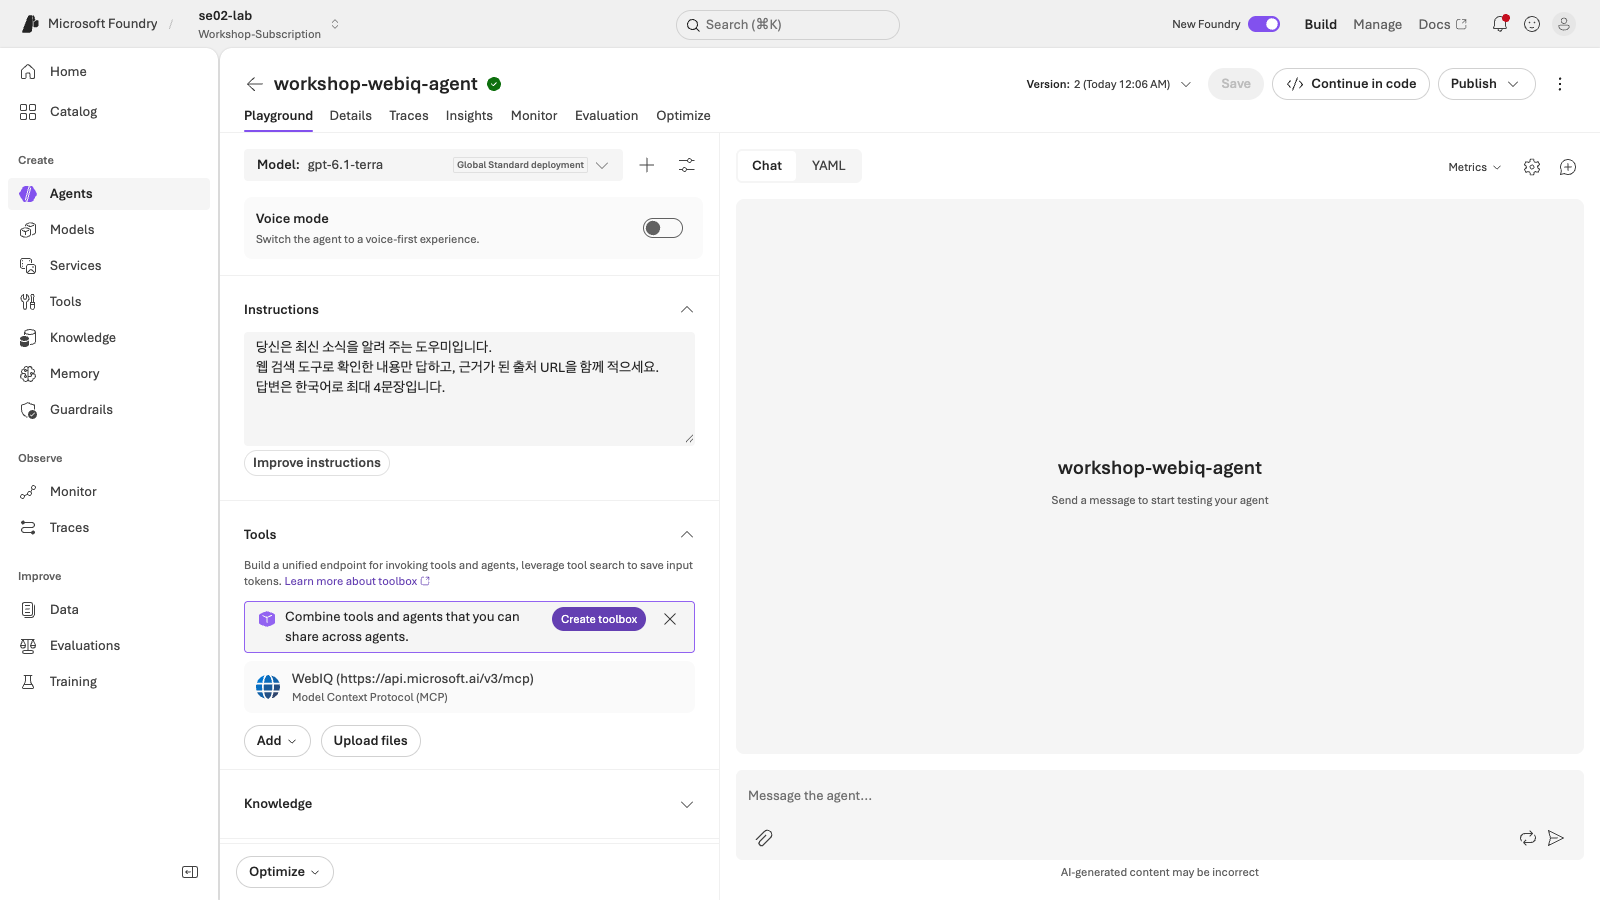 Microsoft Foundry
/
se02-lab
Workshop-Subscription
Search (⌘K)
New Foundry
Build
Manage
Docs
Home
Catalog
Create
Agents
Models
Services
Tools
Knowledge
Memory
Guardrails
Observe
Monitor
Traces
Improve
Data
Evaluations
Training
workshop-webiq-agent
Version: 2 (Today 12:06 AM)
Save
Continue in code
Publish
Playground
Details
Traces
Insights
Monitor
Evaluation
Optimize
Model: gpt-6.1-terra
Global Standard deployment
Voice mode
Switch the agent to a voice-first experience.
Instructions
당신은 최신 소식을 알려 주는 도우미입니다.
웹 검색 도구로 확인한 내용만 답하고, 근거가 된 출처 URL을 함께 적으세요.
답변은 한국어로 최대 4문장입니다.
Improve instructions
Tools
Build a unified endpoint for invoking tools and agents, leverage tool search to save input
tokens. Learn more about toolbox
Combine tools and agents that you can
share across agents.
Create toolbox
WebIQ (https://api.microsoft.ai/v3/mcp)
Model Context Protocol (MCP)
Add
Upload files
Knowledge
Optimize
Chat
YAML
Metrics
workshop-webiq-agent
Send a message to start testing your agent
Message the agent...
AI-generated content may be incorrect